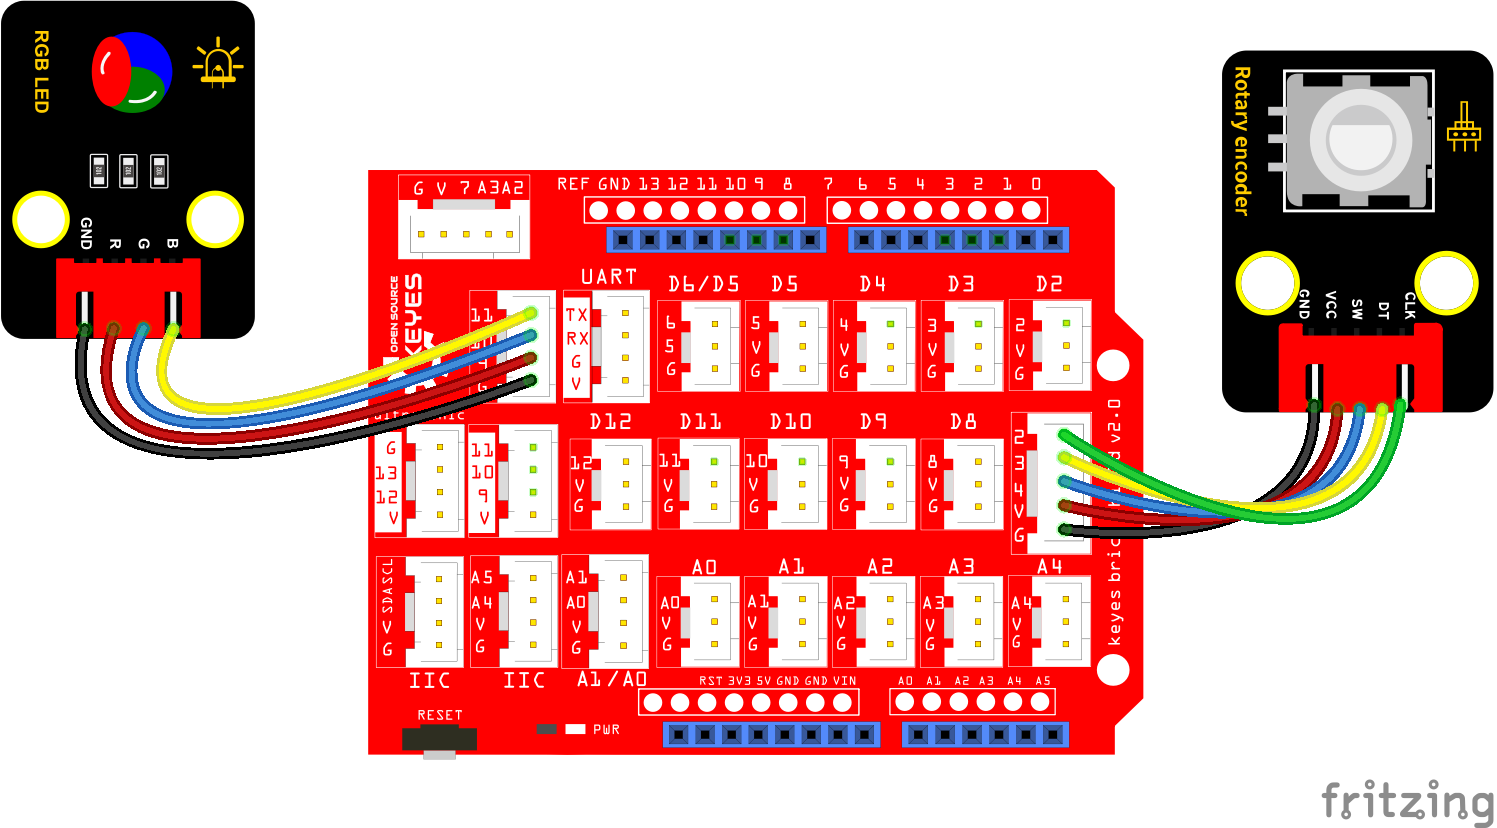 RGB LED
GND R G B
Rotary encoder
GND VCC SW DT CLK
G V 7 A3 A2
REF GND 13 12 11 10 9 8 7 6 5 4 3 2 1 0
OPEN SOURCE
KEYES
11
G
UART
TX
RX
G
V
D6/D5
6
5
G
D5
5
V
G
D4
4
V
G
D3
3
V
G
D2
2
V
G
G
13
12
V
11
10
9
V
D12
12
V
G
D11
11
V
G
D10
10
V
G
D9
9
V
G
D8
8
V
G
2
3
4
V
G
keyes bric
d v2.0
SCL
SDA
V
G
IIC
A5
A4
V
G
IIC
A1
A0
V
G
A1/A0
A0
A0
V
G
A1
A1
V
G
A2
A2
V
G
A3
A3
V
G
A4
A4
V
G
RST 3V3 5V GND GND VIN
A0 A1 A2 A3 A4 A5
RESET
PWR
fritzing